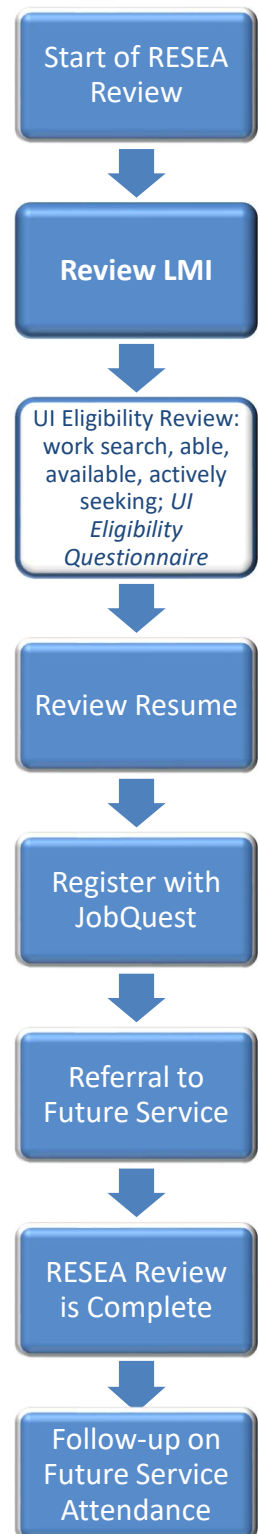 Start of RESEA
Review
Review LMI
UI Eligibility Review:
work search, able,
available, actively
seeking; UI
Eligibility
Questionnaire
Review Resume
Register with
JobQuest
Referral to
Future Service
RESEA Review
is Complete
Follow-up on
Future Service
Attendance